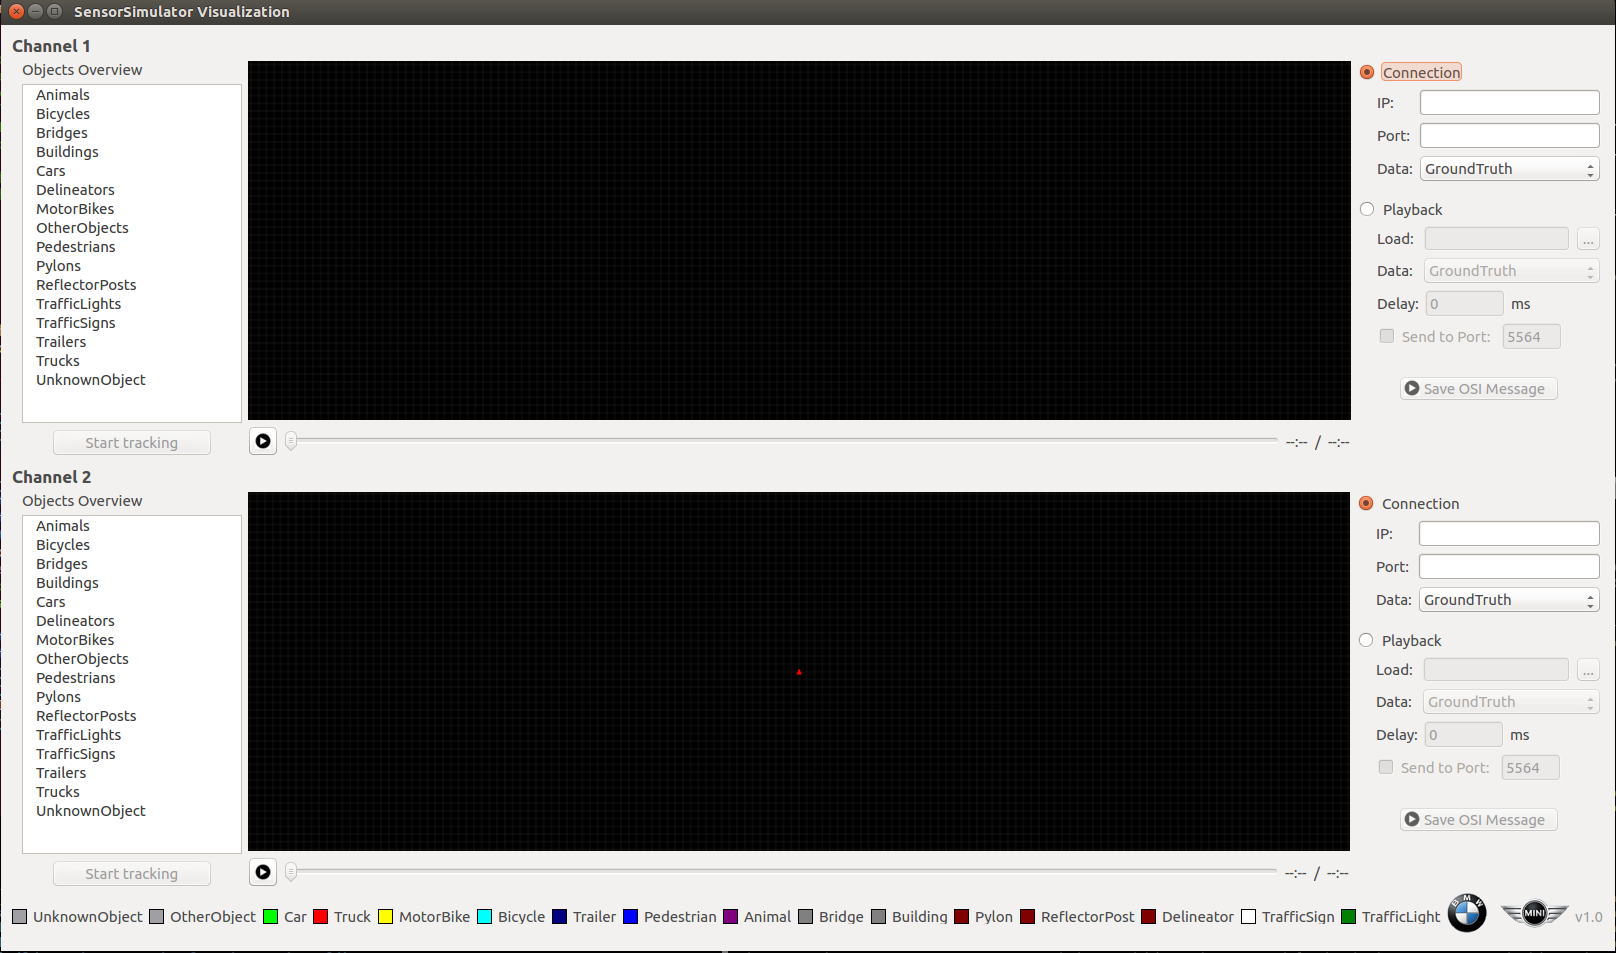 SensorSimulator Visualization
Channel 1
Objects Overview
Animals
Bicycles
Bridges
Buildings
Cars
Delineators
MotorBikes
OtherObjects
Pedestrians
Pylons
ReflectorPosts
TrafficLights
TrafficSigns
Trailers
Trucks
UnknownObject
Start tracking
--:-- / --:--
Connection
IP:
Port:
Data: GroundTruth
Playback
Load: ...
Data: GroundTruth
Delay: 0 ms
Send to Port: 5564
Save OSI Message
Channel 2
Objects Overview
Animals
Bicycles
Bridges
Buildings
Cars
Delineators
MotorBikes
OtherObjects
Pedestrians
Pylons
ReflectorPosts
TrafficLights
TrafficSigns
Trailers
Trucks
UnknownObject
Start tracking
--:-- / --:--
Connection
IP:
Port:
Data: GroundTruth
Playback
Load: ...
Data: GroundTruth
Delay: 0 ms
Send to Port: 5564
Save OSI Message
UnknownObject OtherObject Car Truck MotorBike Bicycle Trailer Pedestrian Animal Bridge Building Pylon ReflectorPost Delineator TrafficSign TrafficLight BMW MINI v1.0